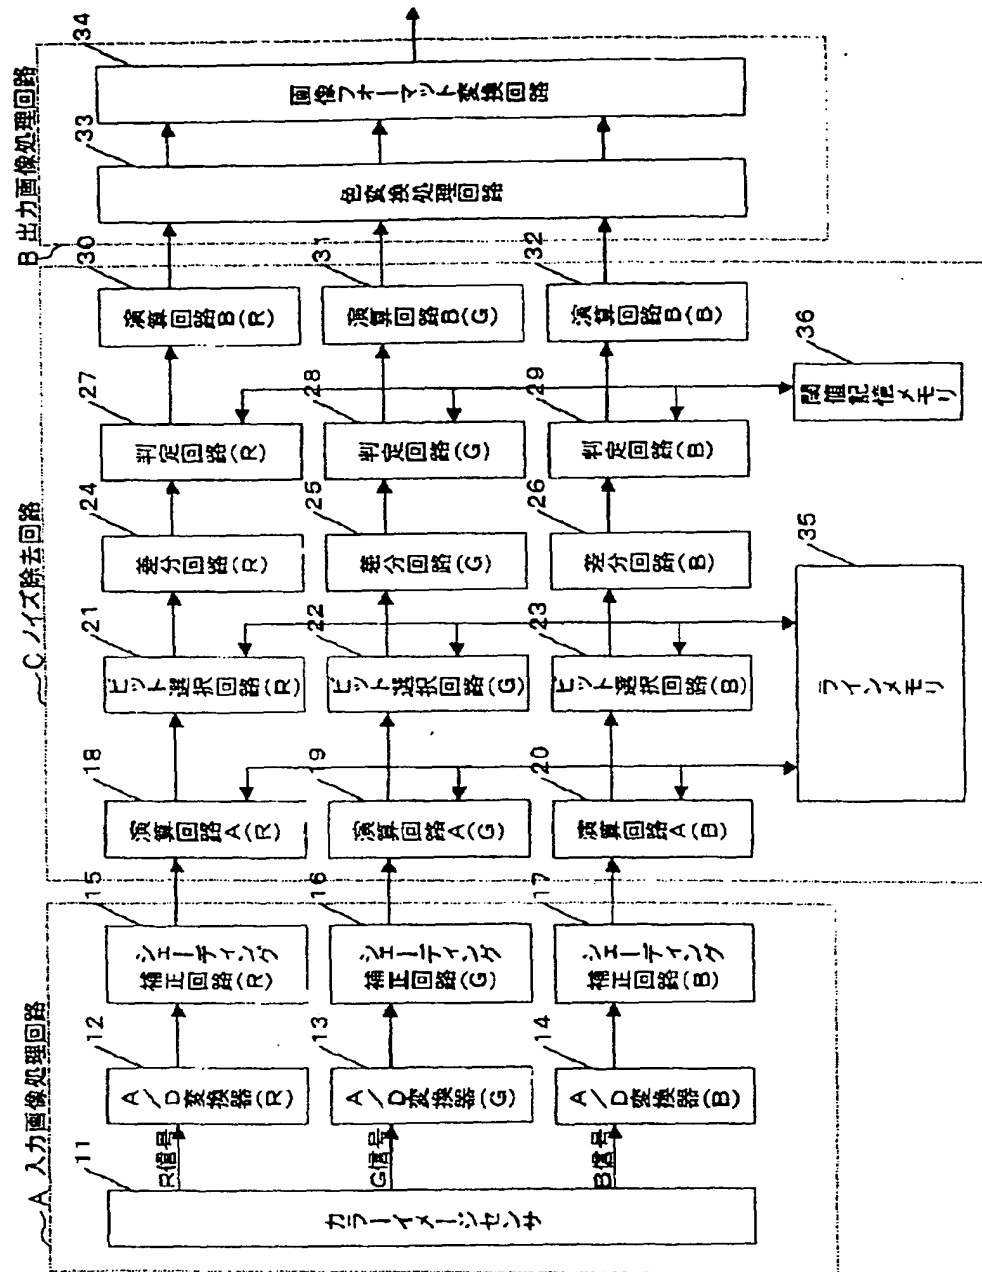 A 入力画像処理回路
11
カラーイメージセンサ
R信号
G信号
B信号
12
A/D変換器(R)
13
A/D変換器(G)
14
A/D変換器(B)
15
シェーディング
補正回路(R)
16
シェーディング
補正回路(G)
17
シェーディング
補正回路(B)
C ノイズ除去回路
18
演算回路A(R)
19
演算回路A(G)
20
演算回路A(B)
21
ビット選択回路(R)
22
ビット選択回路(G)
23
ビット選択回路(B)
24
差分回路(R)
25
差分回路(G)
26
差分回路(B)
27
判定回路(R)
28
判定回路(G)
29
判定回路(B)
30
演算回路B(R)
31
演算回路B(G)
32
演算回路B(B)
35
ラインメモリ
36
閾値記憶メモリ
B 出力画像処理回路
33
色変換処理回路
34
画像フォーマット変換回路